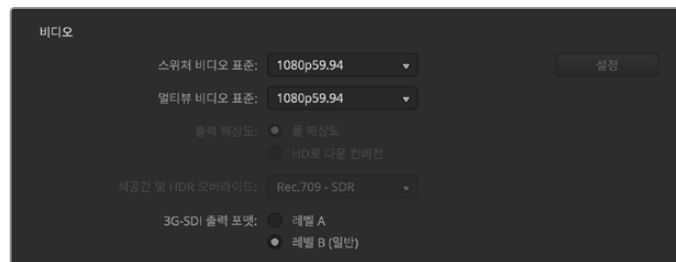 비디오
스위처 비디오 표준: 1080p59.94 설정
멀티뷰 비디오 표준: 1080p59.94
출력 해상도: 풀 해상도
HD로 다운 컨버전
색공간 및 HDR 오버라이드: Rec.709 - SDR
3G-SDI 출력 포맷: 레벨 A
레벨 B (일반)